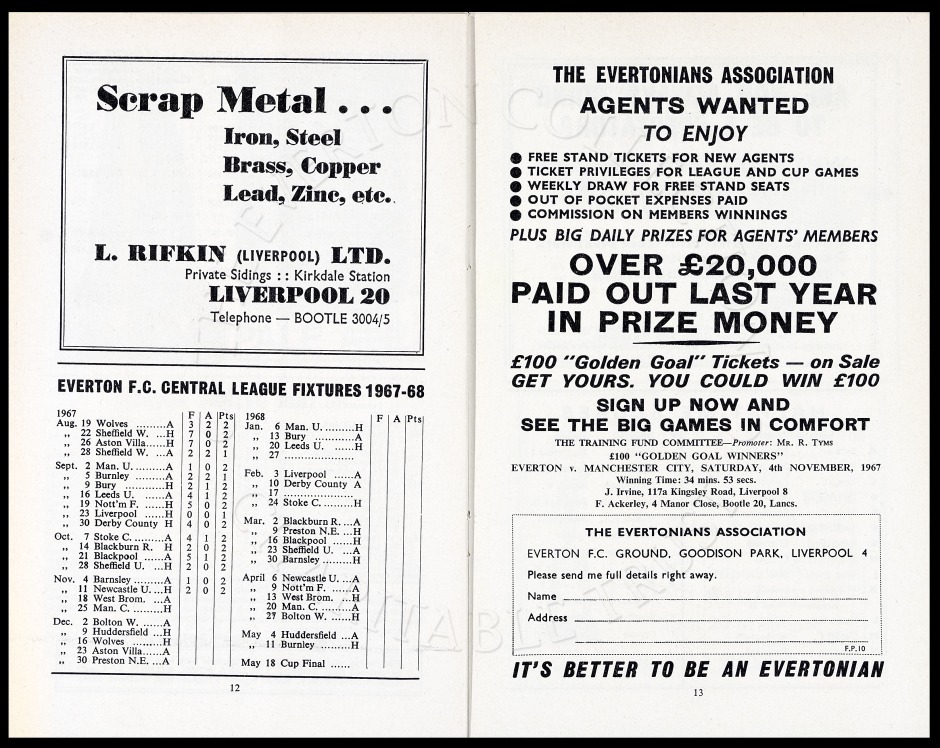 Scrap Metal . . .
Iron, Steel
Brass, Copper
Lead, Zinc, etc.
L. RIFKIN (LIVERPOOL) LTD.
Private Sidings : : Kirkdale Station
LIVERPOOL 20
Telephone — BOOTLE 3004/5
EVERTON F.C. CENTRAL LEAGUE FIXTURES 1967-68
1967 F A Pts
Aug. 19 Wolves .........A 3 2 2
„ 22 Sheffield W. ...H 7 0 2
„ 26 Aston Villa......H 7 0 2
„ 28 Sheffield W. ...A 2 2 1
Sept. 2 Man. U. .........A 1 0 2
„ 5 Burnley .........A 2 2 1
„ 9 Bury ............H 2 1 2
„ 16 Leeds U. ......A 4 1 2
„ 19 Nott'm F. ......H 5 0 2
„ 23 Liverpool ......H 0 0 1
„ 30 Derby County H 4 0 2
Oct. 7 Stoke C. .........A 4 1 2
„ 14 Blackburn R. H 2 0 2
„ 21 Blackpool ......A 5 1 2
„ 28 Sheffield U. ...H 2 0 2
Nov. 4 Barnsley .........A 1 0 2
„ 11 Newcastle U. ...H 2 0 2
„ 18 West Brom. ...A
„ 25 Man. C. .........H
Dec. 2 Bolton W. ......A
„ 9 Huddersfield ...H
„ 16 Wolves .........H
„ 23 Aston Villa......A
„ 30 Preston N.E. ...A
1968 F A Pts
Jan. 6 Man. U. .........H
„ 13 Bury ............A
„ 20 Leeds U. .........H
„ 27 .....................
Feb. 3 Liverpool ......A
„ 10 Derby County A
„ 17 .....................
„ 24 Stoke C. .........H
Mar. 2 Blackburn R. ...A
„ 9 Preston N.E. ...H
„ 16 Blackpool ......H
„ 23 Sheffield U. ...A
„ 30 Barnsley .........H
April 6 Newcastle U. ...A
„ 9 Nott'm F. ......A
„ 13 West Brom. ...H
„ 20 Man. C. .........A
„ 27 Bolton W. ......H
May 4 Huddersfield ...A
„ 11 Burnley .........H
May 18 Cup Final ......
12
THE EVERTONIANS ASSOCIATION
AGENTS WANTED
TO ENJOY
● FREE STAND TICKETS FOR NEW AGENTS
● TICKET PRIVILEGES FOR LEAGUE AND CUP GAMES
● WEEKLY DRAW FOR FREE STAND SEATS
● OUT OF POCKET EXPENSES PAID
● COMMISSION ON MEMBERS WINNINGS
PLUS BIG DAILY PRIZES FOR AGENTS' MEMBERS
OVER £20,000
PAID OUT LAST YEAR
IN PRIZE MONEY
£100 "Golden Goal" Tickets — on Sale
GET YOURS. YOU COULD WIN £100
SIGN UP NOW AND
SEE THE BIG GAMES IN COMFORT
THE TRAINING FUND COMMITTEE—Promoter: MR. R. TYMS
£100 "GOLDEN GOAL WINNERS"
EVERTON v. MANCHESTER CITY, SATURDAY, 4th NOVEMBER, 1967
Winning Time: 34 mins. 53 secs.
J. Irvine, 117a Kingsley Road, Liverpool 8
F. Ackerley, 4 Manor Close, Bootle 20, Lancs.
THE EVERTONIANS ASSOCIATION
EVERTON F.C. GROUND, GOODISON PARK, LIVERPOOL 4
Please send me full details right away.
Name
Address
F.P.10
IT'S BETTER TO BE AN EVERTONIAN
13